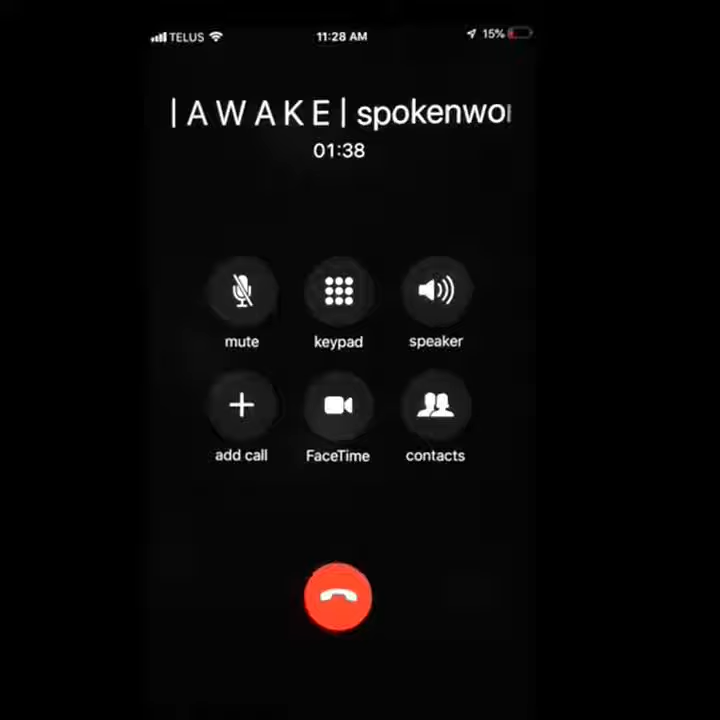 TELUS 11:28 AM 15%
| A W A K E | spokenwo
01:38
mute keypad speaker
add call FaceTime contacts